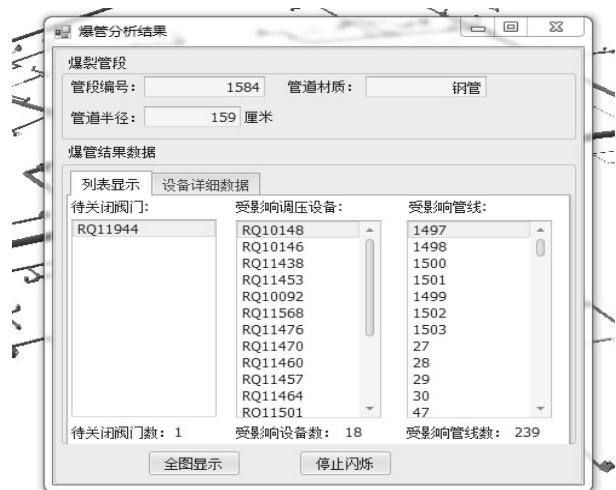 爆管分析结果
爆裂管段
管段编号： 1584 管道材质： 钢管
管道半径： 159 厘米
爆管结果数据
列表显示 设备详细数据
待关闭阀门: 受影响调压设备: 受影响管线:
RQ11944 RQ10148 1497
RQ10146 1498
RQ11438 1500
RQ11453 1501
RQ10092 1499
RQ11568 1502
RQ11476 1503
RQ11470 27
RQ11460 28
RQ11457 29
RQ11464 30
RQ11501 47
待关闭阀门数: 1 受影响设备数: 18 受影响管线数: 239
全图显示 停止闪烁